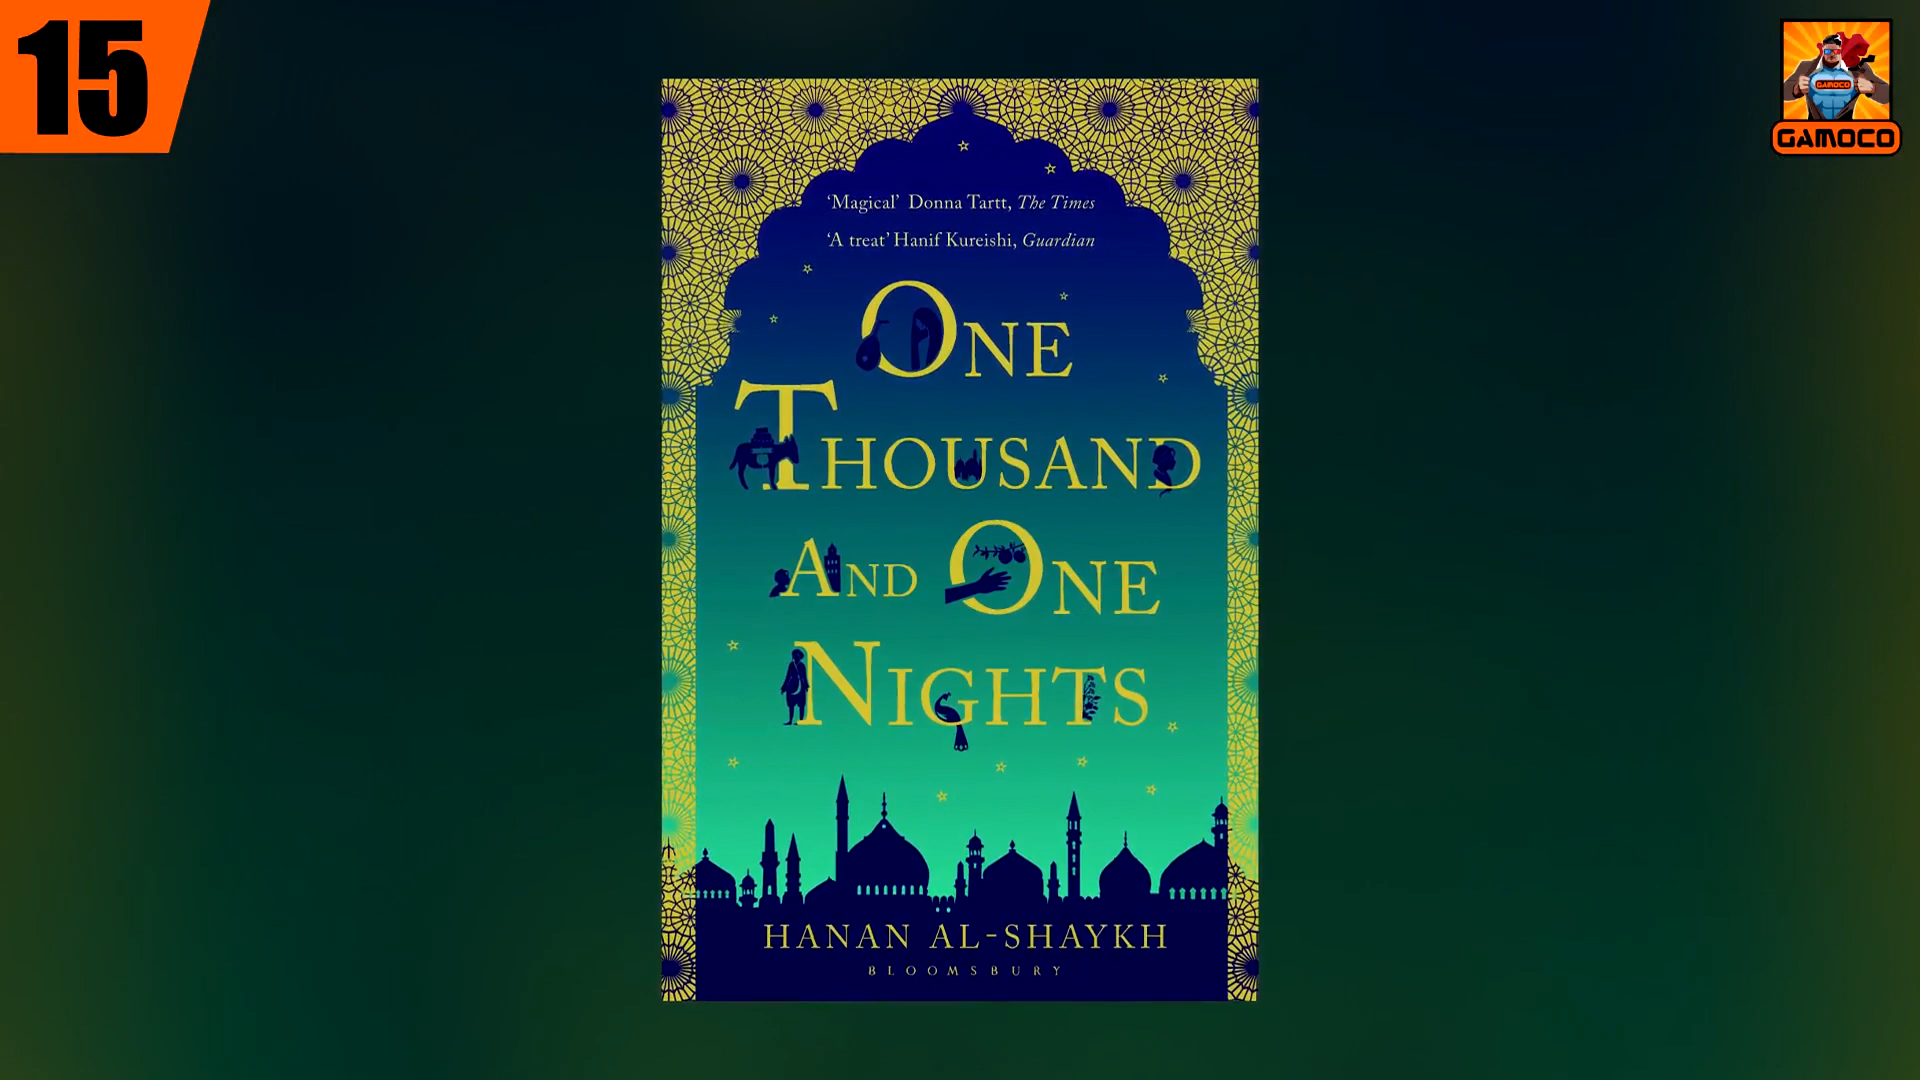 15
GAMOCO
GAMOCO
‘Magical’ Donna Tartt, The Times
‘A treat’ Hanif Kureishi, Guardian
ONE
THOUSAND
AND ONE
NIGHTS
HANAN AL-SHAYKH
BLOOMSBURY